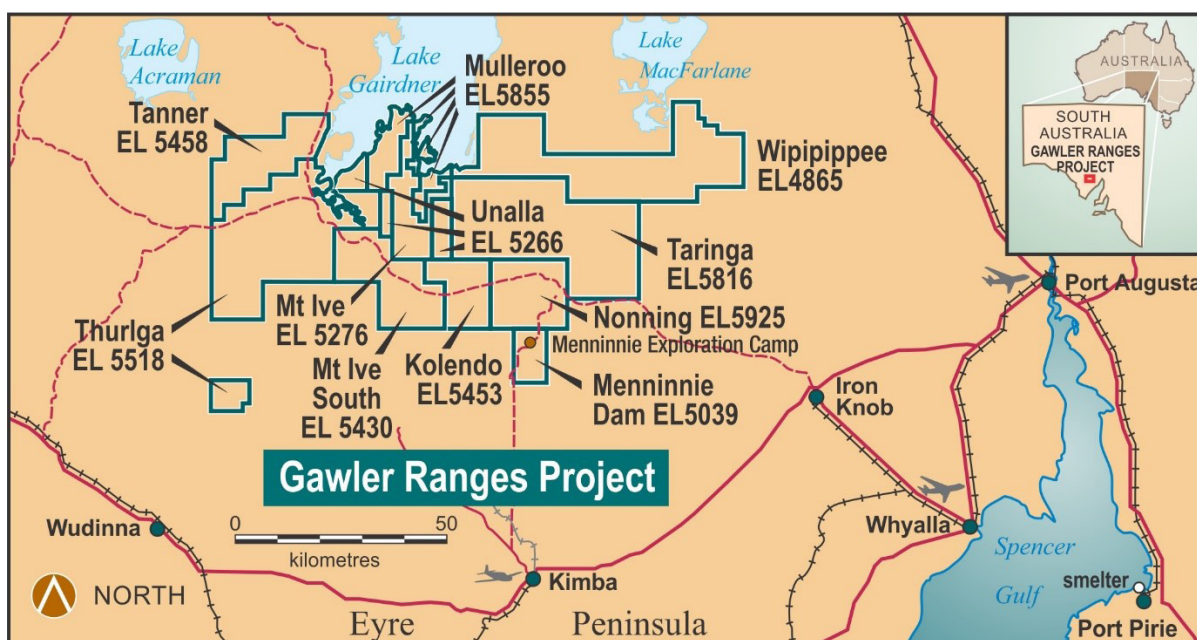 Lake
Acraman
Lake
Gairdner
Mulleroo
EL5855
Lake
MacFarlane
AUSTRALIA
SOUTH
AUSTRALIA
GAWLER RANGES
PROJECT
Tanner
EL 5458
Wipipippee
EL4865
Unalla
EL 5266
Taringa
EL5816
Port Augusta
Thurlga
EL 5518
Mt Ive
EL 5276
Nonning EL5925
Menninnie Exploration Camp
Mt Ive
South
EL 5430
Kolendo
EL5453
Menninnie
Dam EL5039
Iron
Knob
Gawler Ranges Project
Wudinna
0 50
kilometres
Whyalla
Spencer
Gulf
smelter
Port Pirie
Kimba
NORTH
Eyre Peninsula